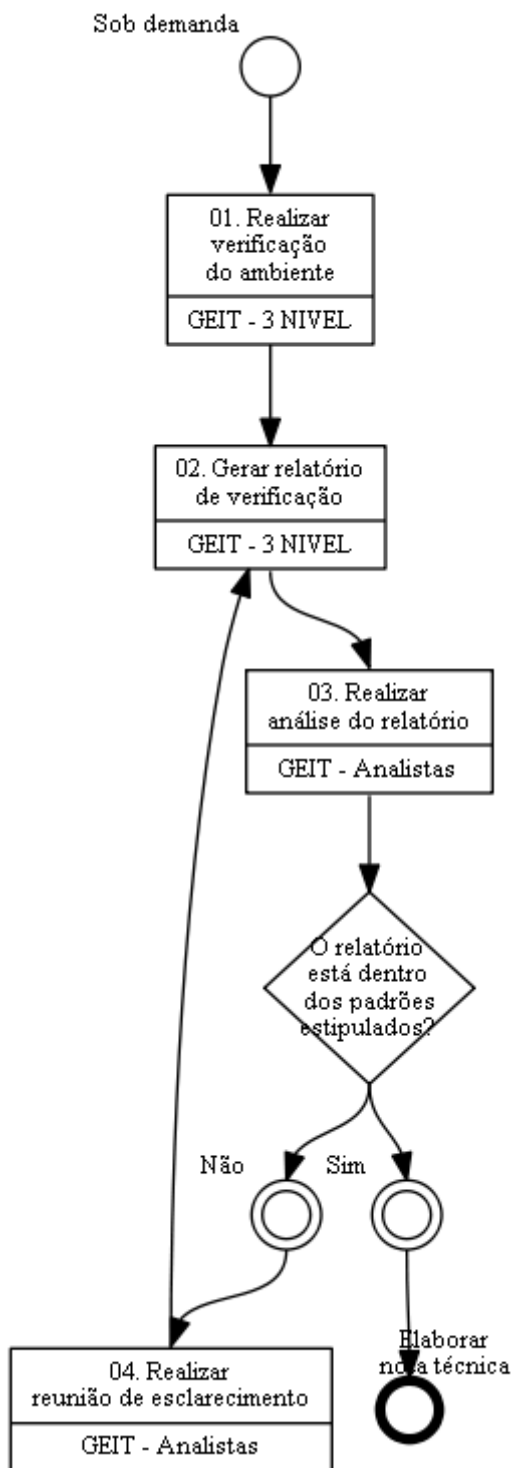 Sob demanda
01. Realizar
verificação
do ambiente
GEIT - 3 NIVEL
02. Gerar relatório
de verificação
GEIT - 3 NIVEL
03. Realizar
análise do relatório
GEIT - Analistas
O relatório
está dentro
dos padrões
estipulados?
Não
Sim
04. Realizar
reunião de esclarecimento
GEIT - Analistas
Elaborar
nota técnica